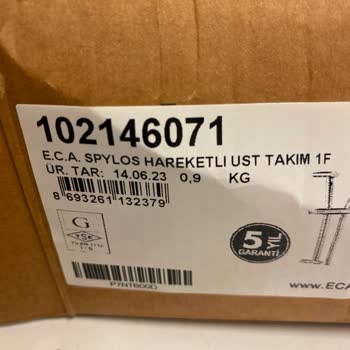 102146071
E.C.A. SPYLOS HAREKETLI UST TAKIM 1F
ÜR. TAR: 14.06.23 0,9 KG
8 693261 132379
G
TSE
5 YIL
GARANTİ
P7NT600D
www.ECA